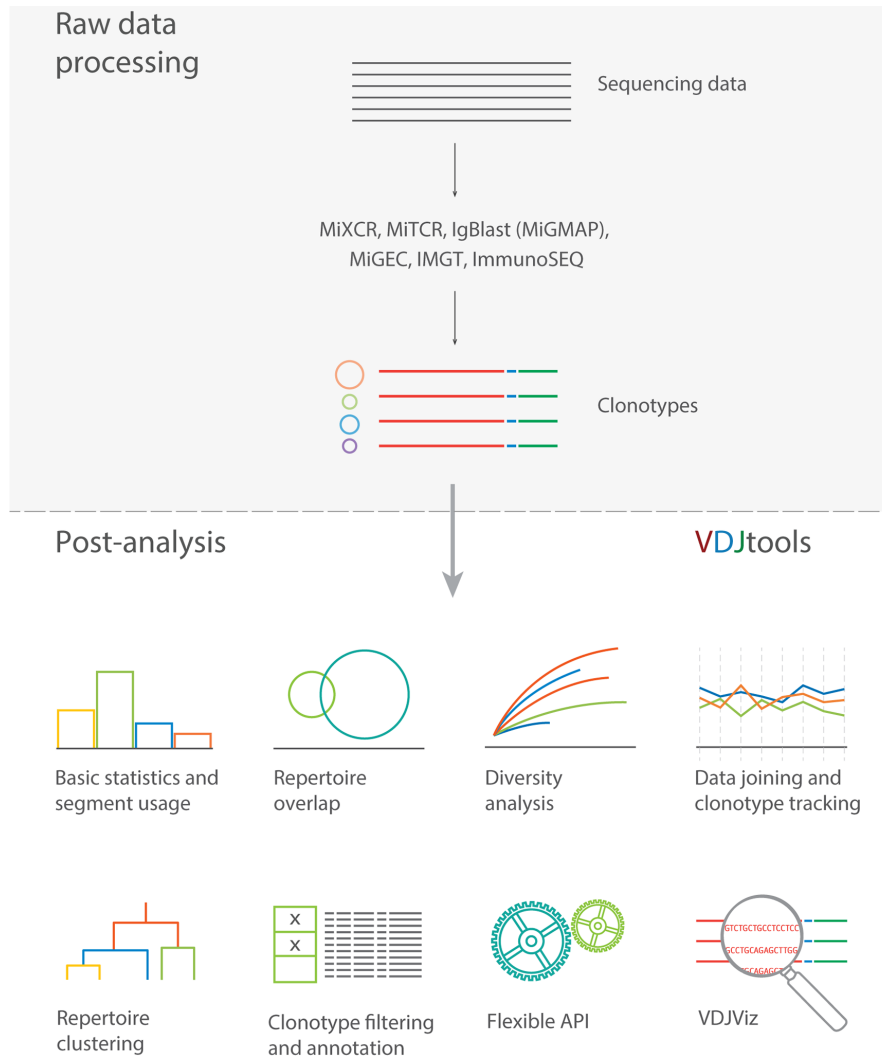 Raw data
processing
Sequencing data
MiXCR, MiTCR, IgBlast (MiGMAP),
MiGEC, IMGT, ImmunoSEQ
Clonotypes
Post-analysis
VDJtools
Basic statistics and
segment usage
Repertoire
overlap
Diversity
analysis
Data joining and
clonotype tracking
X
X
GTCTGCTGCCTCCTCC
GCCTGCAGAGCTTGG
Repertoire
clustering
Clonotype filtering
and annotation
Flexible API
VDJViz